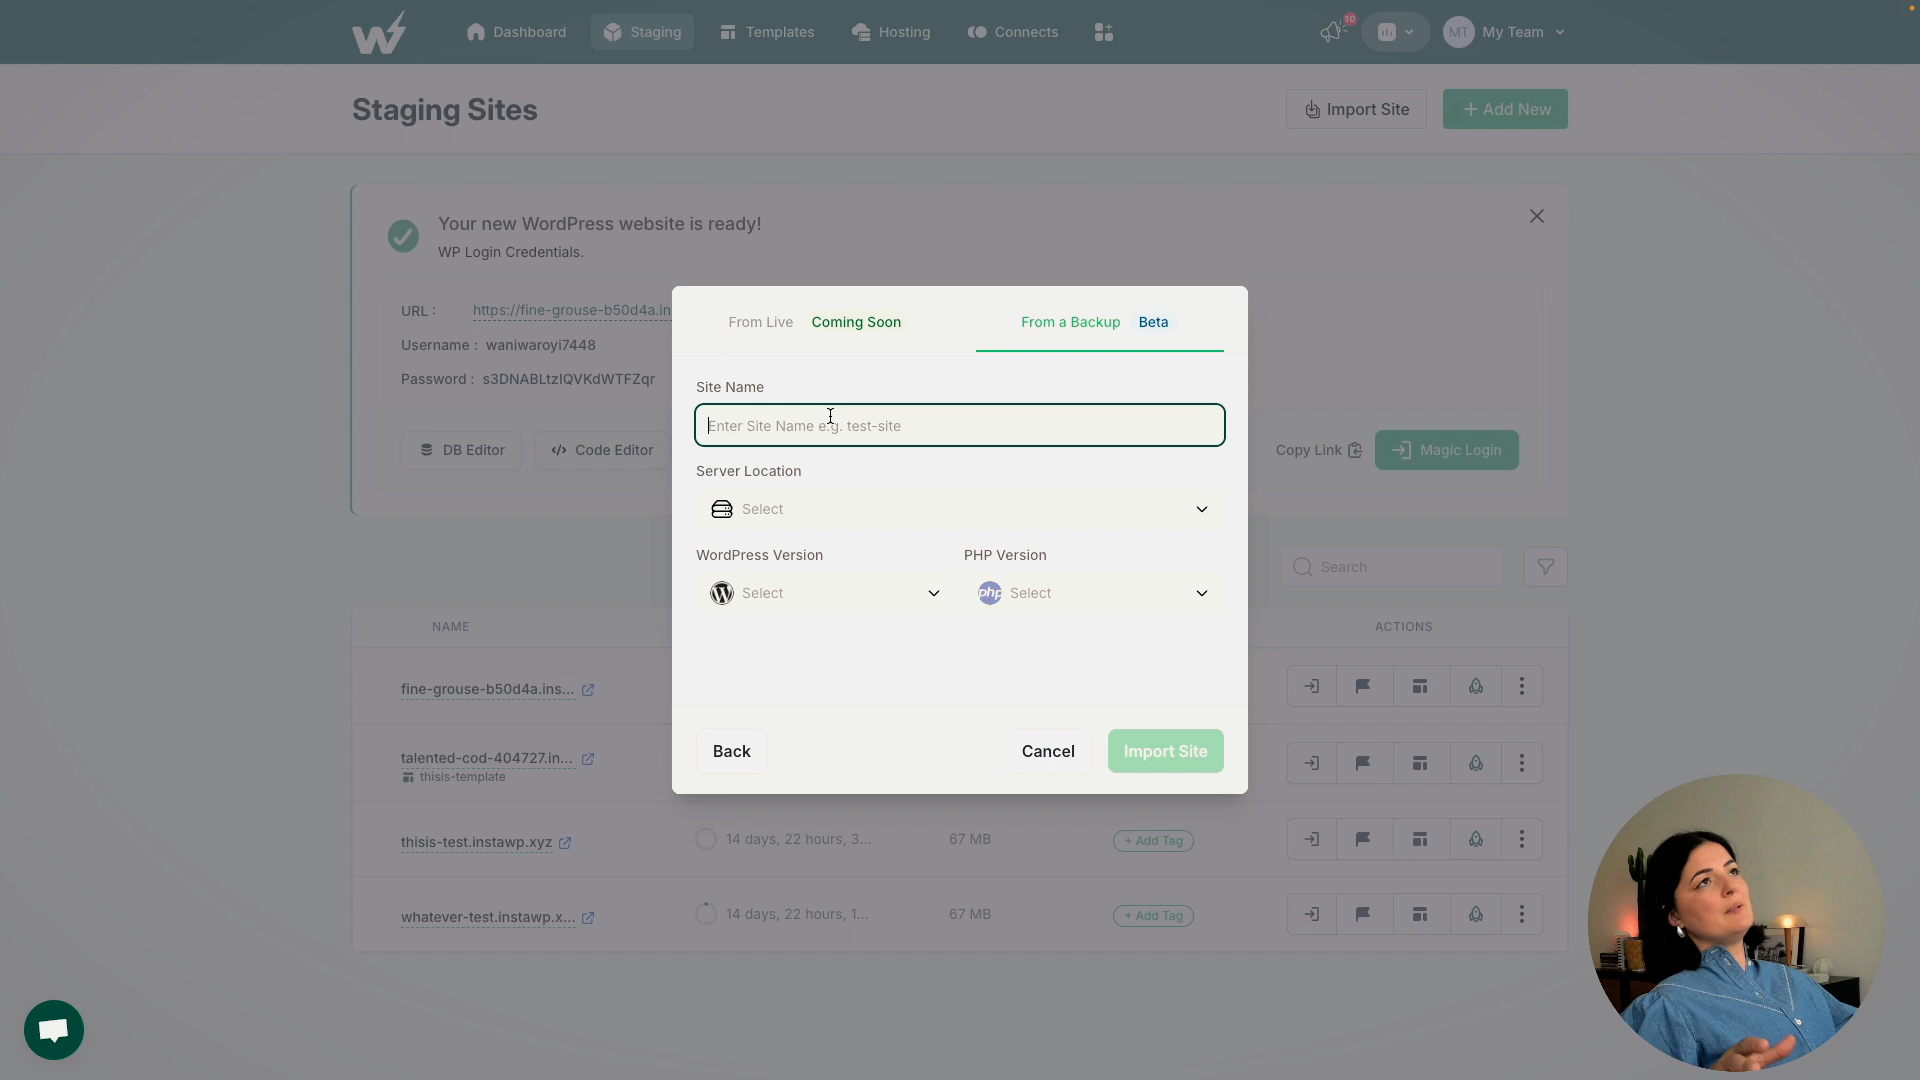 Dashboard
Staging
Templates
Hosting
Connects
10
MT
My Team
Staging Sites
Import Site
+ Add New
Your new WordPress website is ready!
WP Login Credentials.
URL :
https://fine-grouse-b50d4a.in
Username : waniwaroyi7448
Password : s3DNABLtzIQVKdWTFZqr
DB Editor
Code Editor
Copy Link
Magic Login
From Live
Coming Soon
From a Backup
Beta
Site Name
Enter Site Name e.g. test-site
Server Location
Select
WordPress Version
PHP Version
Select
php
Select
Back
Cancel
Import Site
Search
NAME
ACTIONS
fine-grouse-b50d4a.ins...
talented-cod-404727.in...
thisis-template
thisis-test.instawp.xyz
14 days, 22 hours, 3...
67 MB
+ Add Tag
whatever-test.instawp.x...
14 days, 22 hours, 1...
67 MB
+ Add Tag